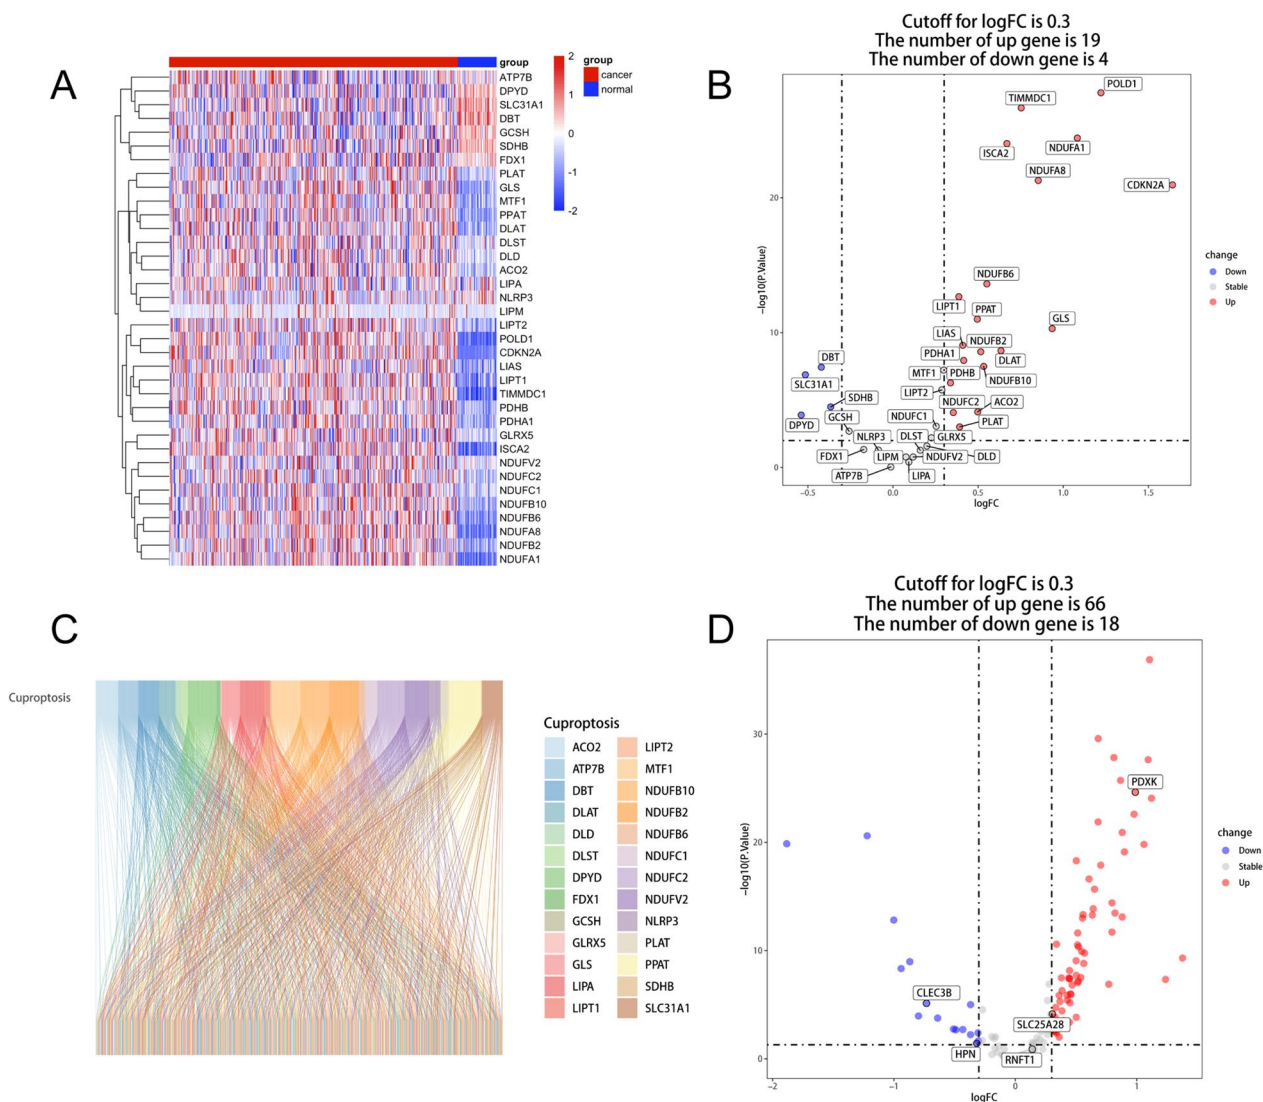 A
group
2
1
0
-1
-2
group
cancer
normal
ATP7B
DPYD
SLC31A1
DBT
GCSH
SDHB
FDX1
PLAT
GLS
MTF1
PPAT
DLAT
DLST
DLD
ACO2
LIPA
NLRP3
LIPM
LIPT2
POLD1
CDKN2A
LIAS
LIPT1
TIMMDC1
PDHB
PDHA1
GLRX5
ISCA2
NDUFV2
NDUFC2
NDUFC1
NDUFB10
NDUFB6
NDUFA8
NDUFB2
NDUFA1
B
Cutoff for logFC is 0.3
The number of up gene is 19
The number of down gene is 4
POLD1
TIMMDC1
ISCA2
NDUFA1
NDUFA8
CDKN2A
NDUFB6
LIPT1
PPAT
GLS
LIAS
NDUFB2
PDHA1
DLAT
DBT
MTF1
PDHB
NDUFB10
SLC31A1
LIPT2
SDHB
NDUFC2
ACO2
GCSH
NDUFC1
PLAT
DPYD
NLRP3
DLST
GLRX5
FDX1
LIPM
NDUFV2
DLD
ATP7B
LIPA
20
10
0
−log10(P.Value)
−0.5
0.0
0.5
1.0
1.5
logFC
change
Down
Stable
Up
C
Cuproptosis
Cuproptosis
ACO2
ATP7B
DBT
DLAT
DLD
DLST
DPYD
FDX1
GCSH
GLRX5
GLS
LIPA
LIPT1
LIPT2
MTF1
NDUFB10
NDUFB2
NDUFB6
NDUFC1
NDUFC2
NDUFV2
NLRP3
PLAT
PPAT
SDHB
SLC31A1
D
Cutoff for logFC is 0.3
The number of up gene is 66
The number of down gene is 18
PDXK
CLEC3B
SLC25A28
HPN
RNFT1
30
20
10
0
−log10(P.Value)
−2
−1
0
1
logFC
change
Down
Stable
Up